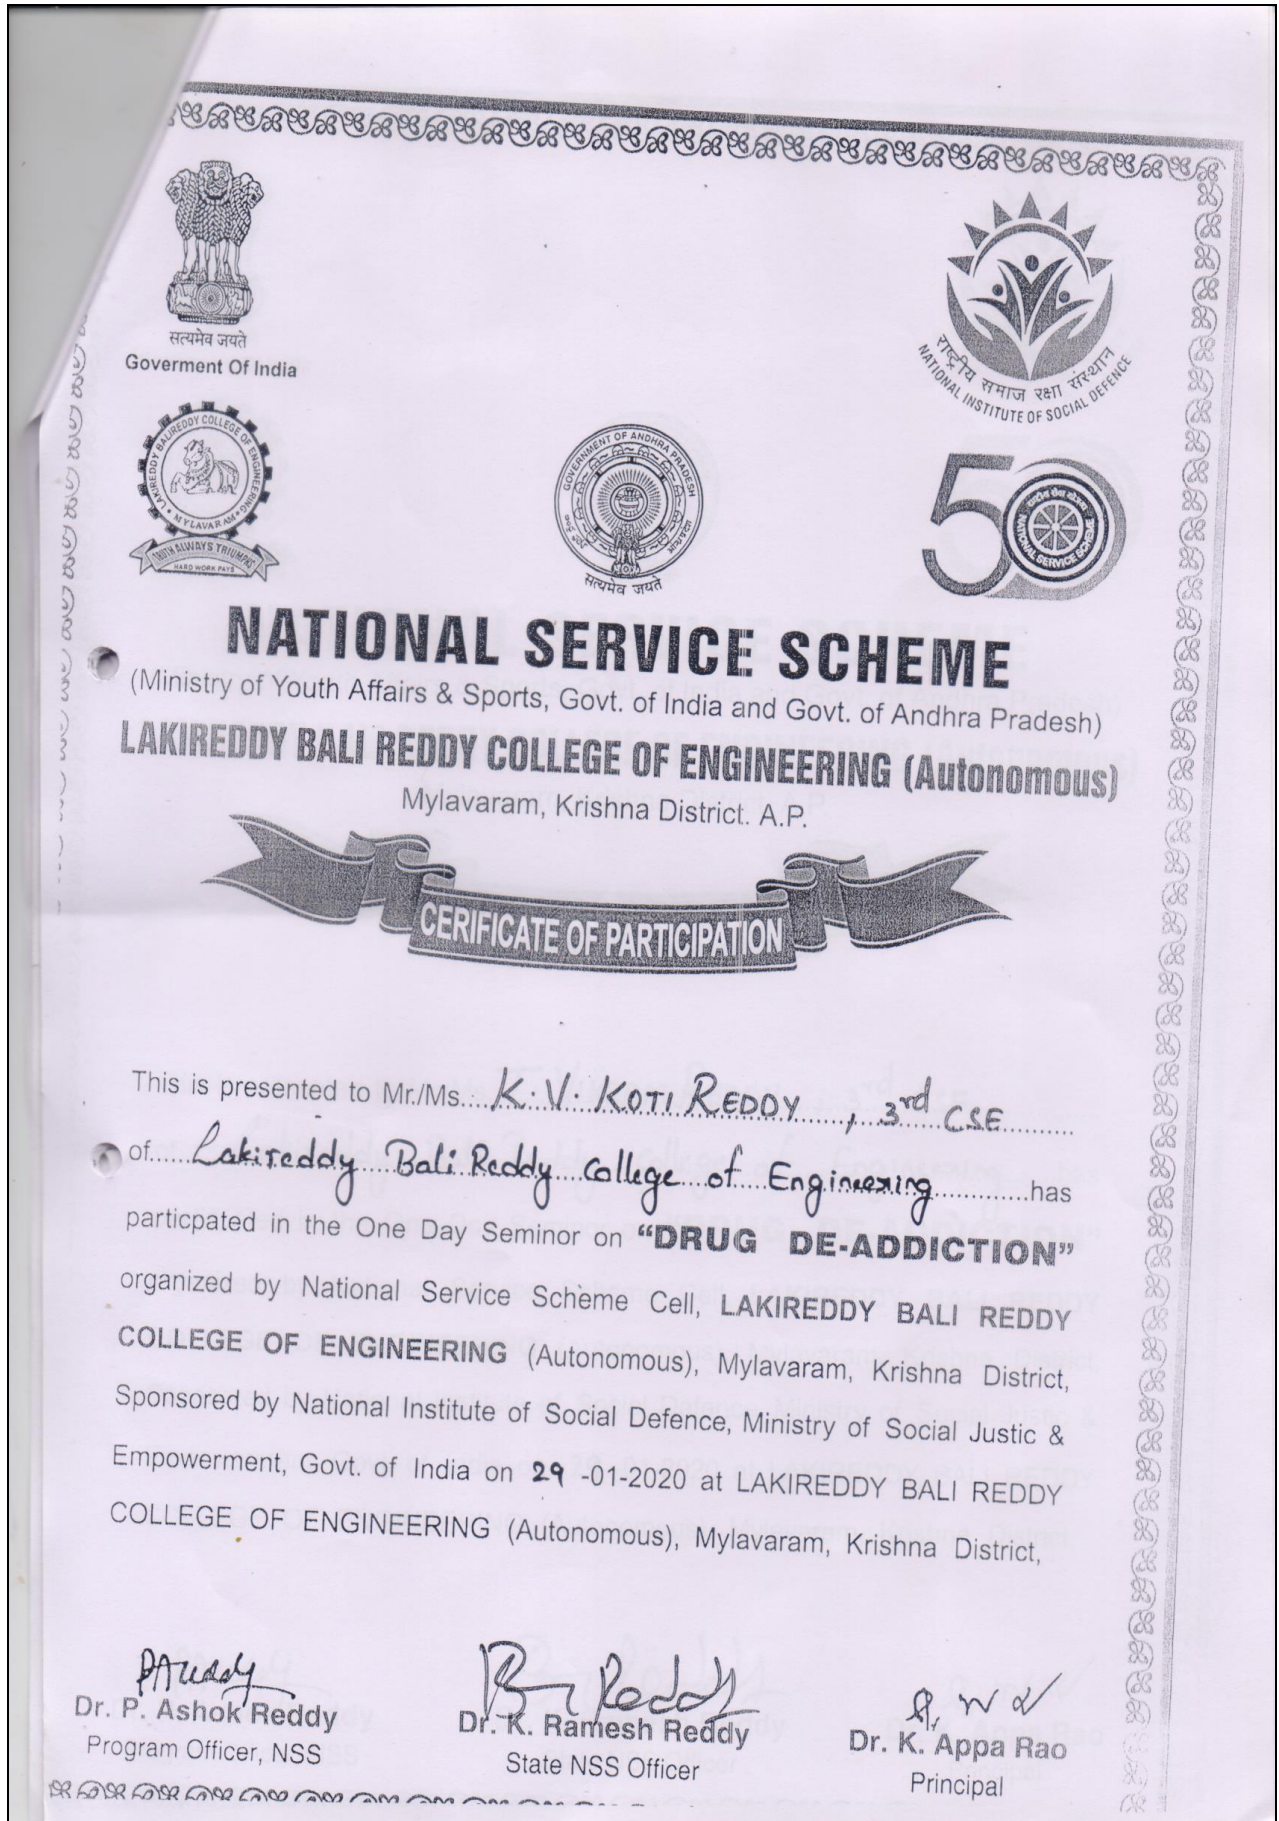 सत्यमेव जयते
Goverment Of India
राष्ट्रीय समाज रक्षा संस्थान
NATIONAL INSTITUTE OF SOCIAL DEFENCE
LAKIREDDY BALIREDDY COLLEGE OF ENGINEERING
MYLAVARAM
TRUTH ALWAYS TRIUMPHS
HARD WORK PAYS
GOVERNMENT OF ANDHRA PRADESH
सत्यमेव जयते
50
NATIONAL SERVICE SCHEME
NATIONAL SERVICE SCHEME
(Ministry of Youth Affairs & Sports, Govt. of India and Govt. of Andhra Pradesh)
LAKIREDDY BALI REDDY COLLEGE OF ENGINEERING (Autonomous)
Mylavaram, Krishna District. A.P.
CERIFICATE OF PARTICIPATION
This is presented to Mr./Ms. K. V. KOTI REDDY, 3rd CSE
of Lakireddy Bali Reddy College of Engineering has
particpated in the One Day Seminor on “DRUG DE-ADDICTION”
organized by National Service Scheme Cell, LAKIREDDY BALI REDDY
COLLEGE OF ENGINEERING (Autonomous), Mylavaram, Krishna District,
Sponsored by National Institute of Social Defence, Ministry of Social Justic &
Empowerment, Govt. of India on 29 -01-2020 at LAKIREDDY BALI REDDY
COLLEGE OF ENGINEERING (Autonomous), Mylavaram, Krishna District,
PAreddy
Dr. P. Ashok Reddy
Program Officer, NSS
Dr. K. Ramesh Reddy
State NSS Officer
Dr. K. Appa Rao
Principal